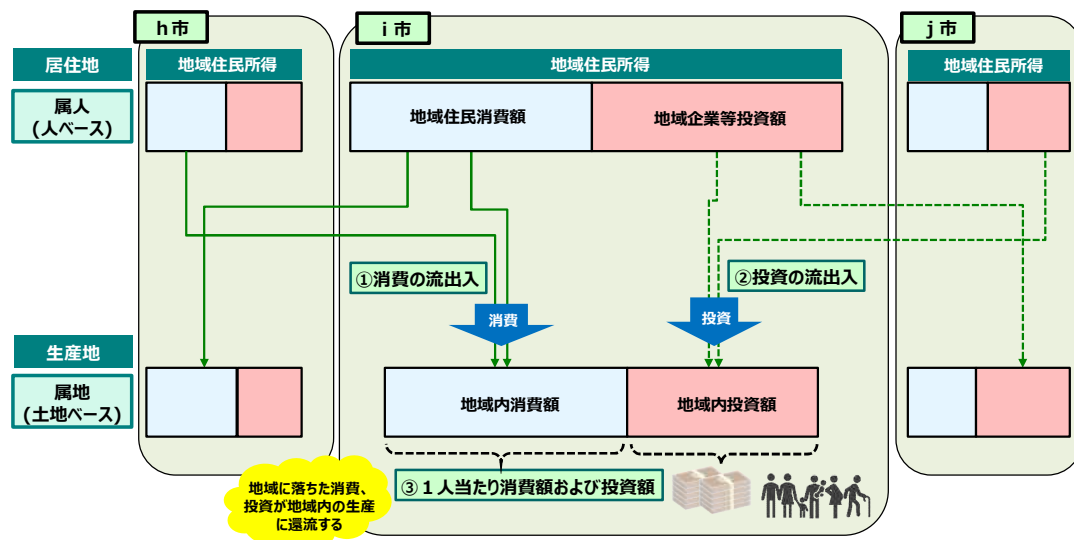 h市
i市
j市
居住地
地域住民所得
地域住民所得
地域住民所得
属人
(人ベース)
地域住民消費額
地域企業等投資額
①消費の流出入
②投資の流出入
消費
投資
生産地
属地
(土地ベース)
地域内消費額
地域内投資額
③１人当たり消費額および投資額
地域に落ちた消費、
投資が地域内の生産
に還流する